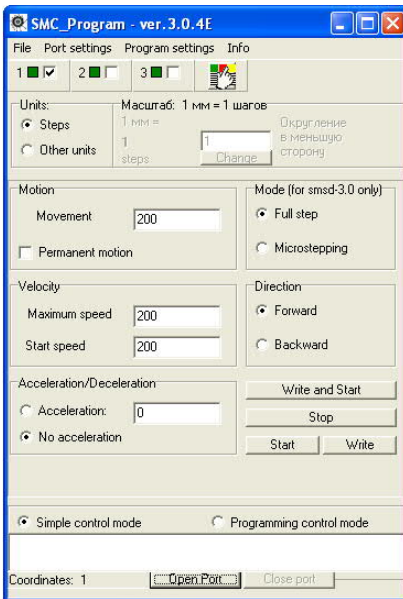 SMC_Program - ver.3.0.4E
File Port settings Program settings Info
1 2 3
Units:
Steps
Other units
Масштаб: 1 мм = 1 шагов
1 мм =
1
steps
1
Change
Округление
в меньшую
сторону
Motion
Movement 200
Permanent motion
Mode (for smsd-3.0 only)
Full step
Microstepping
Velocity
Maximum speed 200
Start speed 200
Direction
Forward
Backward
Acceleration/Deceleration
Acceleration: 0
No acceleration
Write and Start
Stop
Start Write
Simple control mode Programming control mode
Coordinates: 1 Open Port Close port